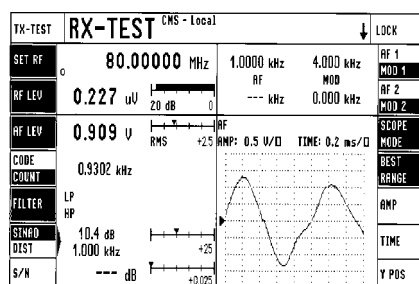 TX-TEST RX-TEST CMS - Local LOCK
SET RF 80.00000 MHz 1.0000 kHz 4.000 kHz AF 1
AF MOD MOD 1
RF LEV 0.227 uV 20 dB 0 --- kHz 0.000 kHz AF 2
MOD 2
AF LEV 0.909 V RMS +25 AF SCOPE
AMP: 0.5 V/□ TIME: 0.2 ms/□ MODE
CODE BEST
COUNT 0.9302 kHz RANGE
FILTER LP AMP
HP
SINAD 10.4 dB
DIST 1.000 kHz +25 TIME
S/N --- dB +0.025 Y POS